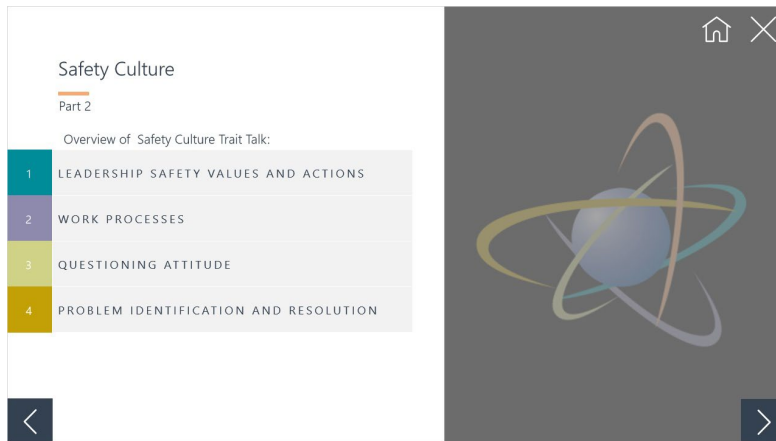 Safety Culture
Part 2
Overview of Safety Culture Trait Talk:
1 LEADERSHIP SAFETY VALUES AND ACTIONS
2 WORK PROCESSES
3 QUESTIONING ATTITUDE
4 PROBLEM IDENTIFICATION AND RESOLUTION